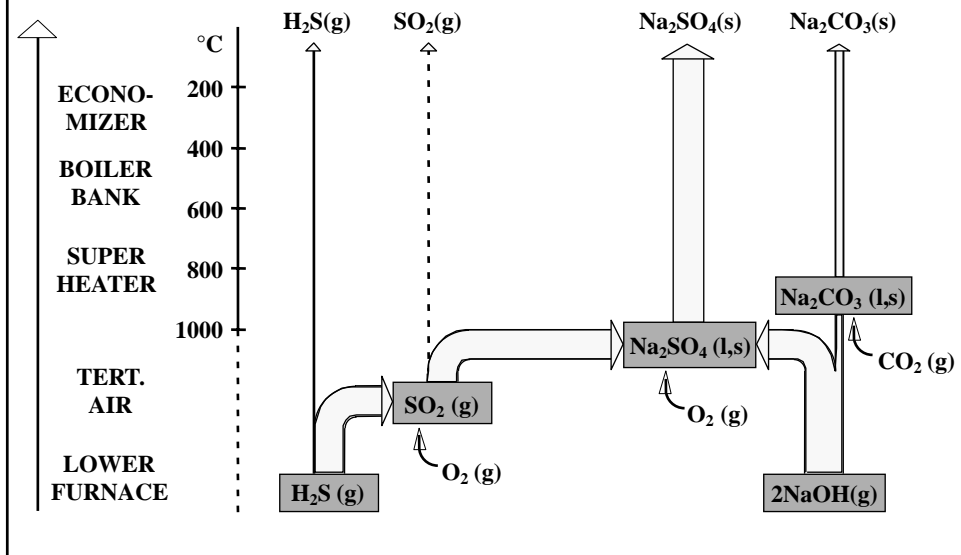 H₂S(g)
SO₂(g)
Na₂SO₄(s)
Na₂CO₃(s)
°C
200
400
600
800
1000
ECONO-
MIZER
BOILER
BANK
SUPER
HEATER
TERT.
AIR
LOWER
FURNACE
Na₂CO₃ (l,s)
Na₂SO₄ (l,s)
CO₂ (g)
SO₂ (g)
O₂ (g)
O₂ (g)
H₂S (g)
2NaOH(g)